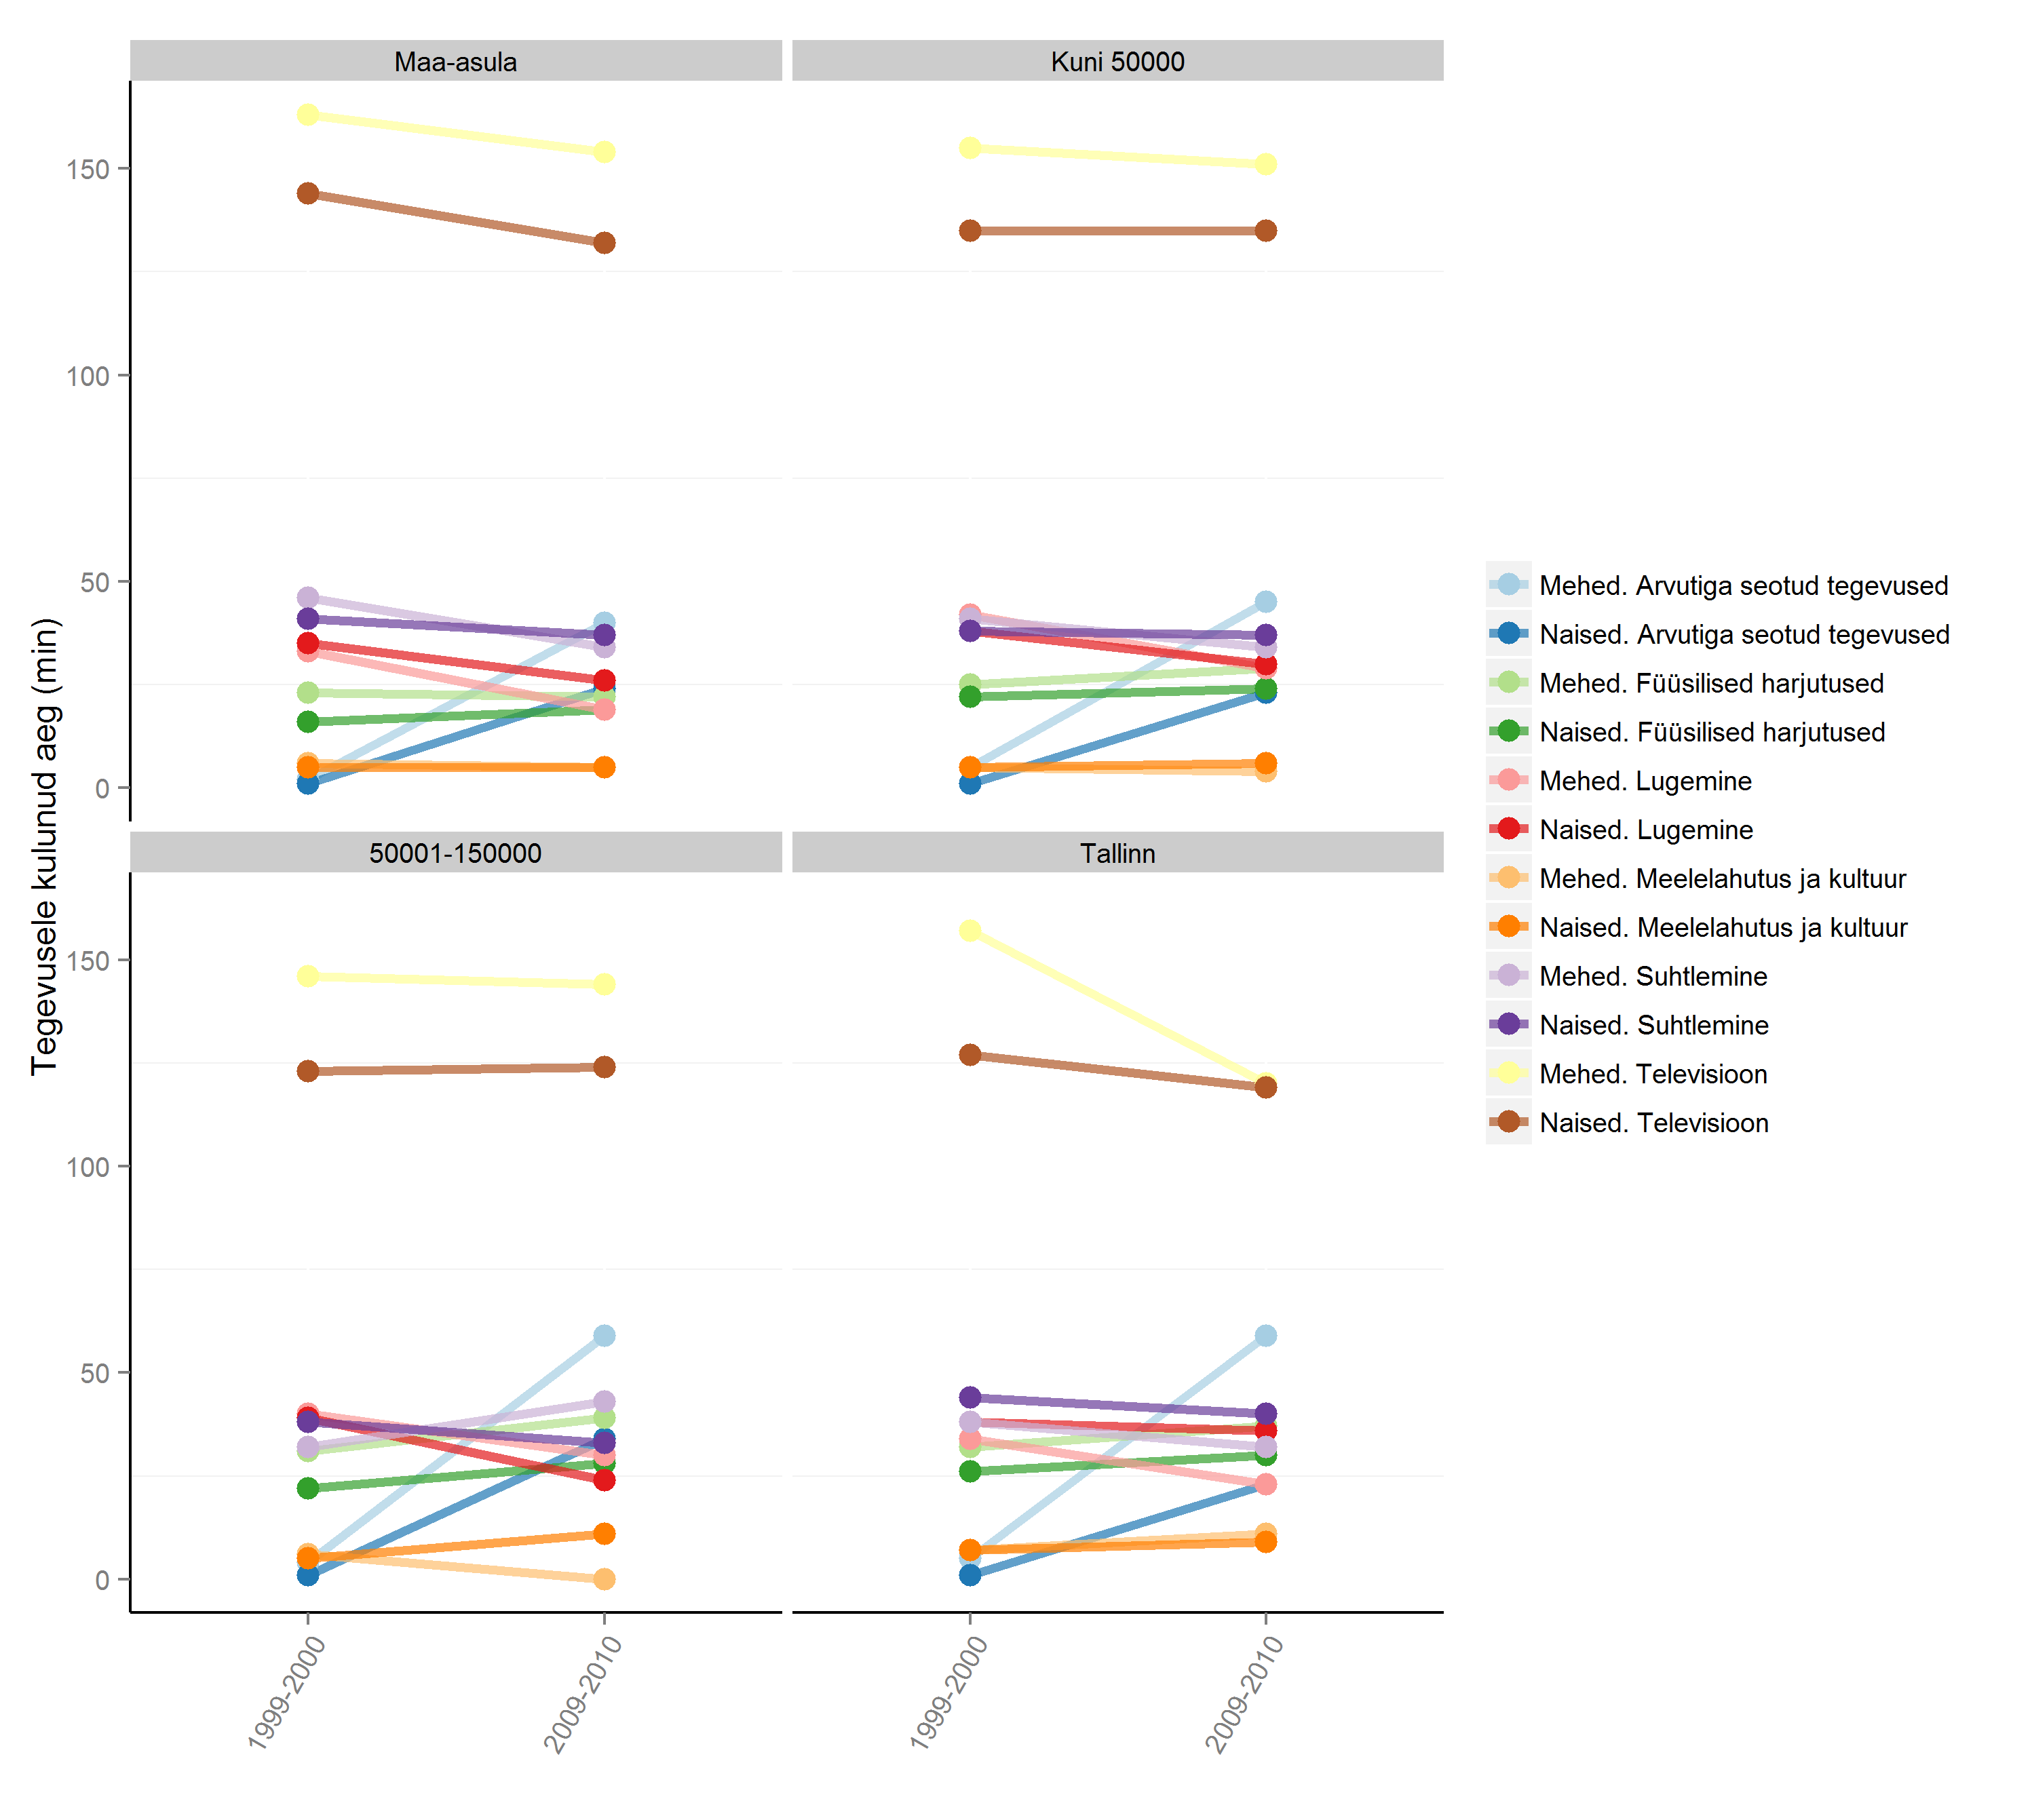 Maa-asula
Kuni 50000
150
100
50
0
Tegevusele kulunud aeg (min)
50001-150000
Tallinn
150
100
50
0
1999-2000
2009-2010
1999-2000
2009-2010
Mehed. Arvutiga seotud tegevused
Naised. Arvutiga seotud tegevused
Mehed. Füüsilised harjutused
Naised. Füüsilised harjutused
Mehed. Lugemine
Naised. Lugemine
Mehed. Meelelahutus ja kultuur
Naised. Meelelahutus ja kultuur
Mehed. Suhtlemine
Naised. Suhtlemine
Mehed. Televisioon
Naised. Televisioon